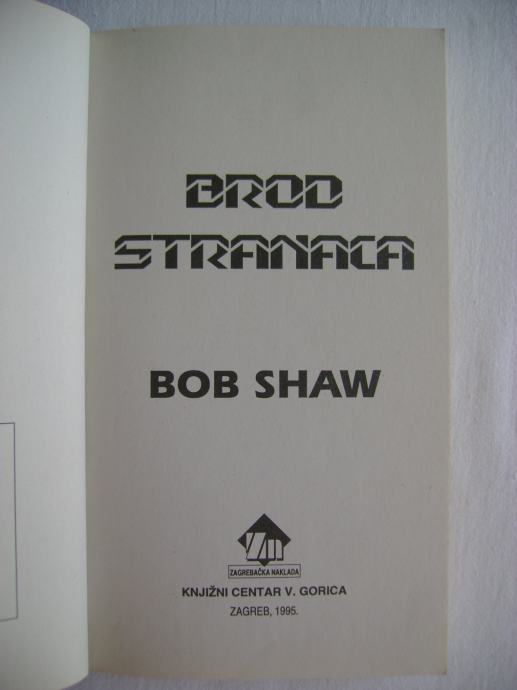 BROD
STRANACA
BOB SHAW
ZAGREBAČKA NAKLADA
KNJIŽNI CENTAR V. GORICA
ZAGREB, 1995.